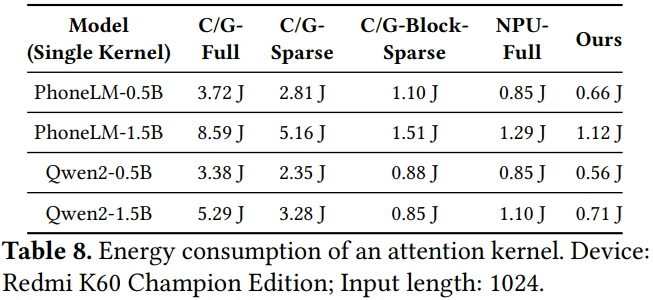 Model (Single Kernel) C/G-Full C/G-Sparse C/G-Block-Sparse NPU-Full Ours
PhoneLM-0.5B 3.72 J 2.81 J 1.10 J 0.85 J 0.66 J
PhoneLM-1.5B 8.59 J 5.16 J 1.51 J 1.29 J 1.12 J
Qwen2-0.5B 3.38 J 2.35 J 0.88 J 0.85 J 0.56 J
Qwen2-1.5B 5.29 J 3.28 J 0.85 J 1.10 J 0.71 J
Table 8. Energy consumption of an attention kernel. Device:
Redmi K60 Champion Edition; Input length: 1024.